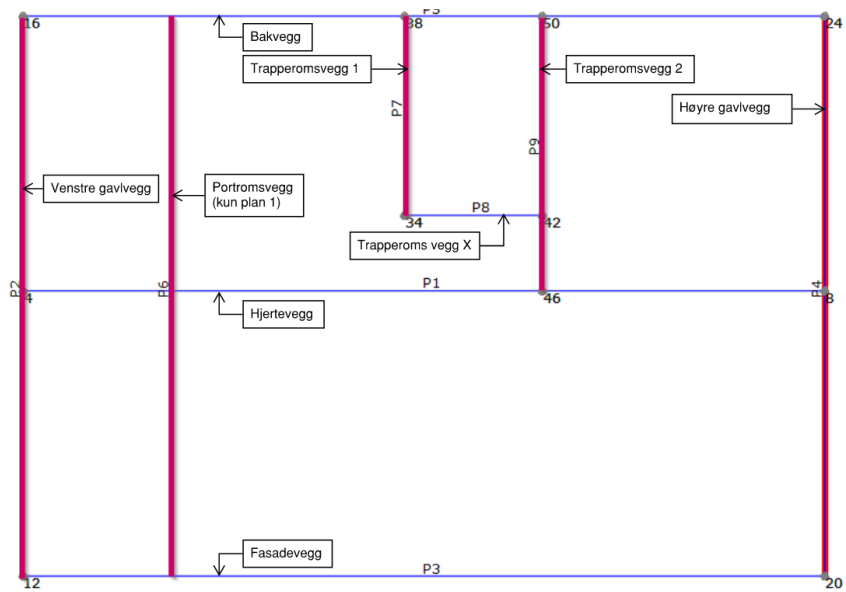 P5
16
38
50
24
Bakvegg
Trapperomsvegg 1
Trapperomsvegg 2
Høyre gavlvegg
P7
P9
Venstre gavlvegg
Portromsvegg
(kun plan 1)
P8
34
42
Trapperoms vegg X
P2
P6
P1
P4
4
46
8
Hjertevegg
Fasadevegg
P3
12
20